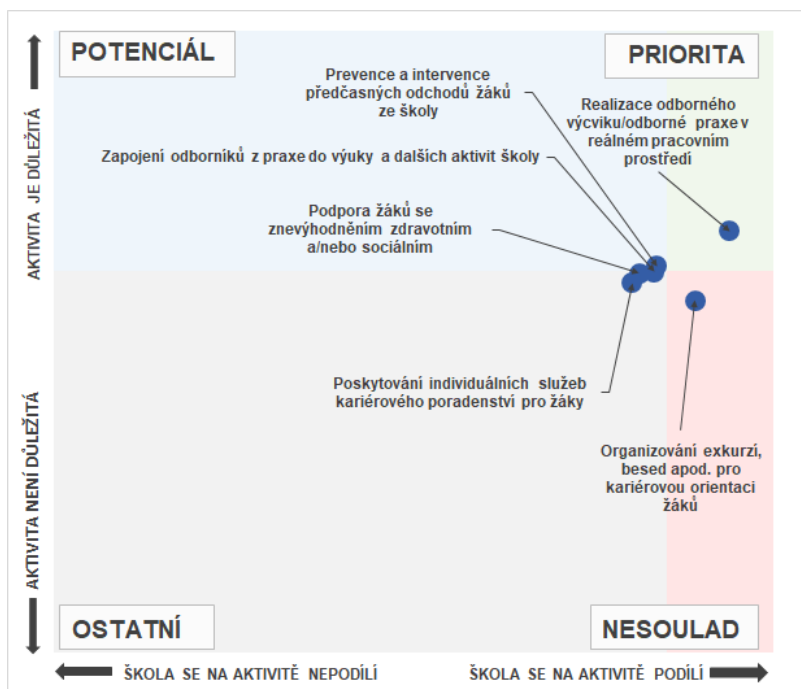 POTENCIÁL
PRIORITA
Prevence a intervence
předčasných odchodů žáků
ze školy
Realizace odborného
výcviku/odborné praxe v
reálném pracovním
prostředí
Zapojení odborníků z praxe do výuky a dalších aktivit školy
Podpora žáků se
znevýhodněním zdravotním
a/nebo sociálním
Poskytování individuálních služeb
kariérového poradenství pro žáky
Organizování exkurzí,
besed apod. pro
kariérovou orientaci
žáků
AKTIVITA JE DŮLEŽITÁ
AKTIVITA NENÍ DŮLEŽITÁ
OSTATNÍ
NESOULAD
ŠKOLA SE NA AKTIVITĚ NEPODÍLÍ
ŠKOLA SE NA AKTIVITĚ PODÍLÍ